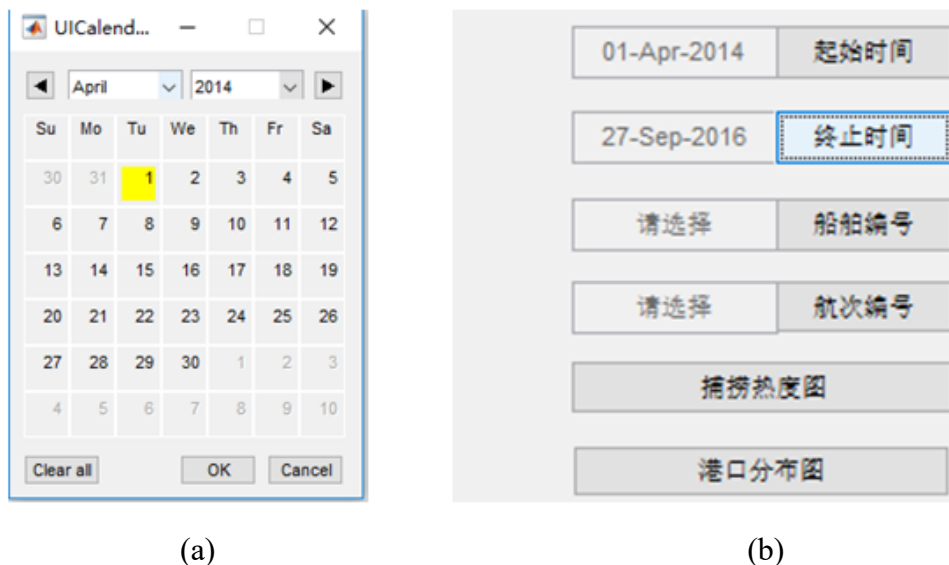 UICalend...
April 2014
Su Mo Tu We Th Fr Sa
30 31 1 2 3 4 5
6 7 8 9 10 11 12
13 14 15 16 17 18 19
20 21 22 23 24 25 26
27 28 29 30 1 2 3
4 5 6 7 8 9 10
Clear all OK Cancel
(a)
01-Apr-2014 起始时间
27-Sep-2016 终止时间
请选择 船舶编号
请选择 航次编号
捕捞热度图
港口分布图
(b)